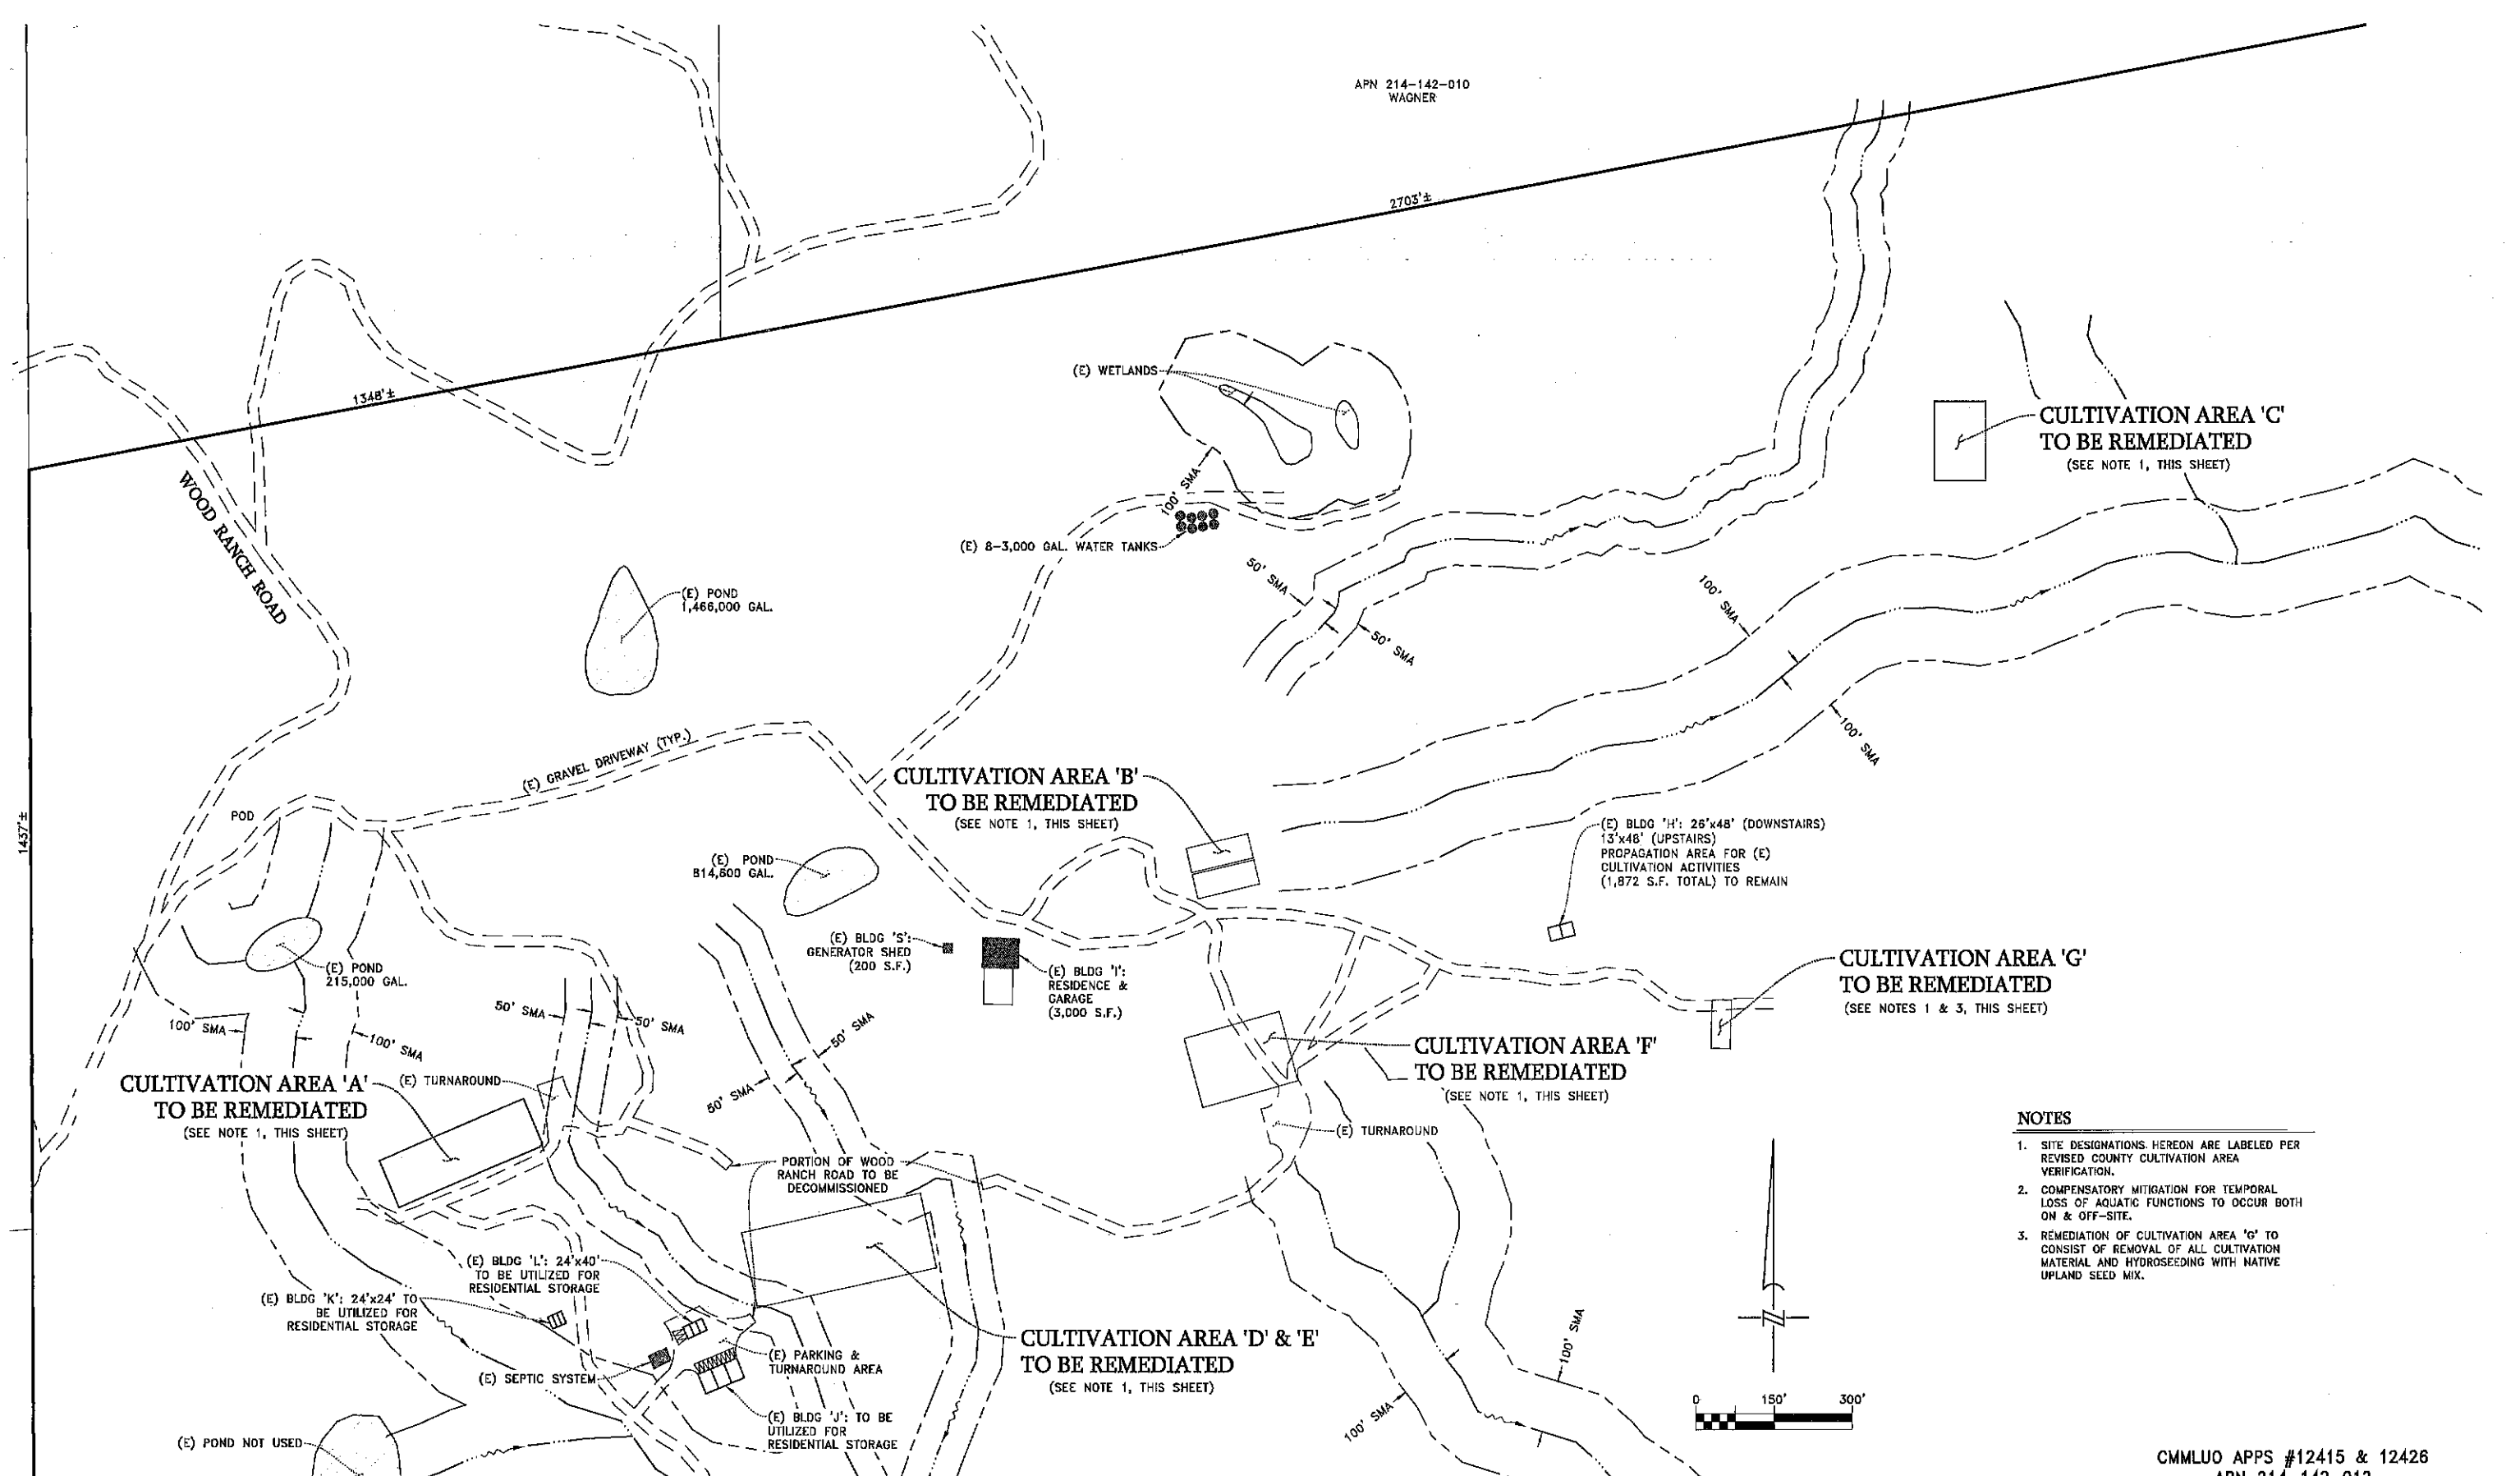 APN 214-142-010
WAGNER
2703'±
1348'±
(E) WETLANDS
CULTIVATION AREA 'C'
TO BE REMEDIATED
(SEE NOTE 1, THIS SHEET)
WOOD RANCH ROAD
100' SMA
(E) 8-3,000 GAL. WATER TANKS
50' SMA
50' SMA
100' SMA
100' SMA
(E) POND
1,466,000 GAL.
(E) GRAVEL DRIVEWAY (TYP.)
CULTIVATION AREA 'B'
TO BE REMEDIATED
(SEE NOTE 1, THIS SHEET)
POD
1437'±
(E) BLDG 'H': 26'x48' (DOWNSTAIRS)
13'x48' (UPSTAIRS)
PROPAGATION AREA FOR (E)
CULTIVATION ACTIVITIES
(1,872 S.F. TOTAL) TO REMAIN
(E) POND
814,600 GAL.
(E) BLDG 'S':
GENERATOR SHED
(200 S.F.)
(E) BLDG 'I':
RESIDENCE &
GARAGE
(3,000 S.F.)
CULTIVATION AREA 'G'
TO BE REMEDIATED
(SEE NOTES 1 & 3, THIS SHEET)
(E) POND
215,000 GAL.
100' SMA
100' SMA
50' SMA
50' SMA
50' SMA
50' SMA
CULTIVATION AREA 'F'
TO BE REMEDIATED
(SEE NOTE 1, THIS SHEET)
CULTIVATION AREA 'A'
TO BE REMEDIATED
(SEE NOTE 1, THIS SHEET)
(E) TURNAROUND
(E) TURNAROUND
PORTION OF WOOD
RANCH ROAD TO BE
DECOMMISSIONED
NOTES
1. SITE DESIGNATIONS HEREON ARE LABELED PER
REVISED COUNTY CULTIVATION AREA
VERIFICATION.
2. COMPENSATORY MITIGATION FOR TEMPORAL
LOSS OF AQUATIC FUNCTIONS TO OCCUR BOTH
ON & OFF-SITE.
3. REMEDIATION OF CULTIVATION AREA 'G' TO
CONSIST OF REMOVAL OF ALL CULTIVATION
MATERIAL AND HYDROSEEDING WITH NATIVE
UPLAND SEED MIX.
(E) BLDG 'L': 24'x40'
TO BE UTILIZED FOR
RESIDENTIAL STORAGE
(E) BLDG 'K': 24'x24' TO
BE UTILIZED FOR
RESIDENTIAL STORAGE
CULTIVATION AREA 'D' & 'E'
TO BE REMEDIATED
(SEE NOTE 1, THIS SHEET)
(E) PARKING &
TURNAROUND AREA
(E) SEPTIC SYSTEM
(E) BLDG 'J': TO BE
UTILIZED FOR
RESIDENTIAL STORAGE
(E) POND NOT USED
100' SMA
100' SMA
N
0 150' 300'
CMMLUO APPS #12415 & 12426